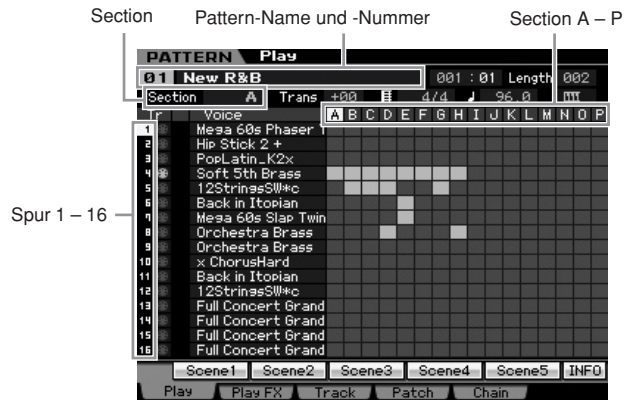 Section
Pattern-Name und -Nummer
Section A – P
PATTERN Play
01 New R&B 001 : 01 Length 002
Section A Trans +00 4/4 ♩ 96.0
Tr Voice A B C D E F G H I J K L M N O P
1 Mega 60s Phaser 1
2 Hip Stick 2 +
3 PopLatin_K2x
4 Soft 5th Brass
5 12StringsSW*c
6 Back in Itopian
7 Mega 60s Slap Twin
8 Orchestra Brass
9 Orchestra Brass
10 x ChorusHard
11 Back in Itopian
12 12StringsSW*c
13 Full Concert Grand
14 Full Concert Grand
15 Full Concert Grand
16 Full Concert Grand
Spur 1 – 16
Scene1 Scene2 Scene3 Scene4 Scene5 INFO
Play Play FX Track Patch Chain